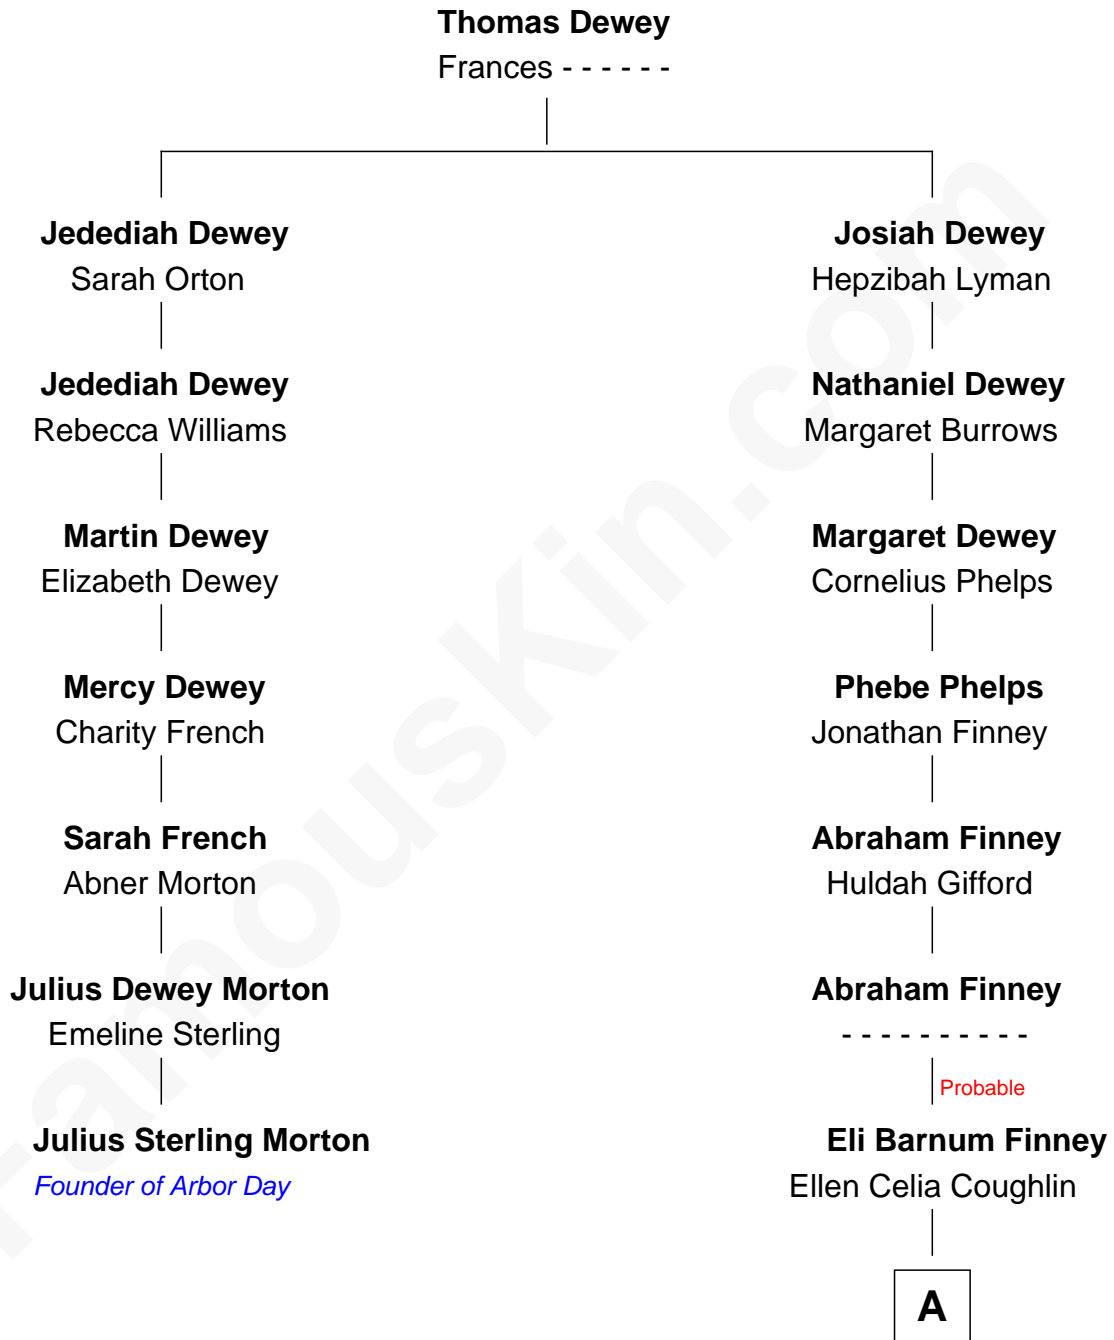 Thomas Dewey
Frances - - - - - -
Jedediah Dewey
Sarah Orton
Josiah Dewey
Hepzibah Lyman
Jedediah Dewey
Rebecca Williams
Nathaniel Dewey
Margaret Burrows
Martin Dewey
Elizabeth Dewey
Margaret Dewey
Cornelius Phelps
Mercy Dewey
Charity French
Phebe Phelps
Jonathan Finney
Sarah French
Abner Morton
Abraham Finney
Huldah Gifford
Julius Dewey Morton
Emeline Sterling
Abraham Finney
- - - - - - - - - -
Probable
Julius Sterling Morton
Founder of Arbor Day
Eli Barnum Finney
Ellen Celia Coughlin
A
FamousKin.com